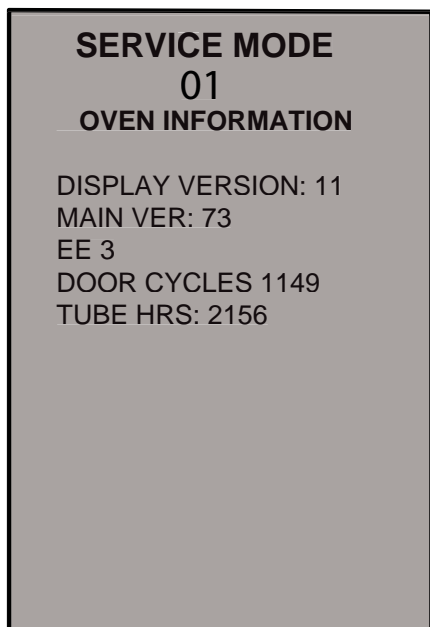 SERVICE MODE
01
OVEN INFORMATION
DISPLAY VERSION: 11
MAIN VER: 73
EE 3
DOOR CYCLES 1149
TUBE HRS: 2156